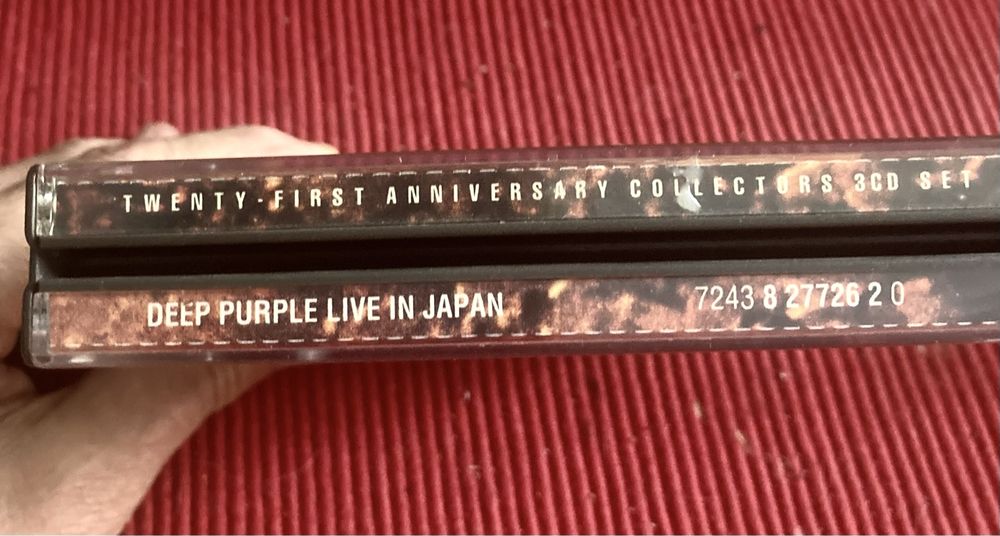 TWENTY-FIRST ANNIVERSARY COLLECTORS 3CD SET
DEEP PURPLE LIVE IN JAPAN 7243 8 27726 2 0